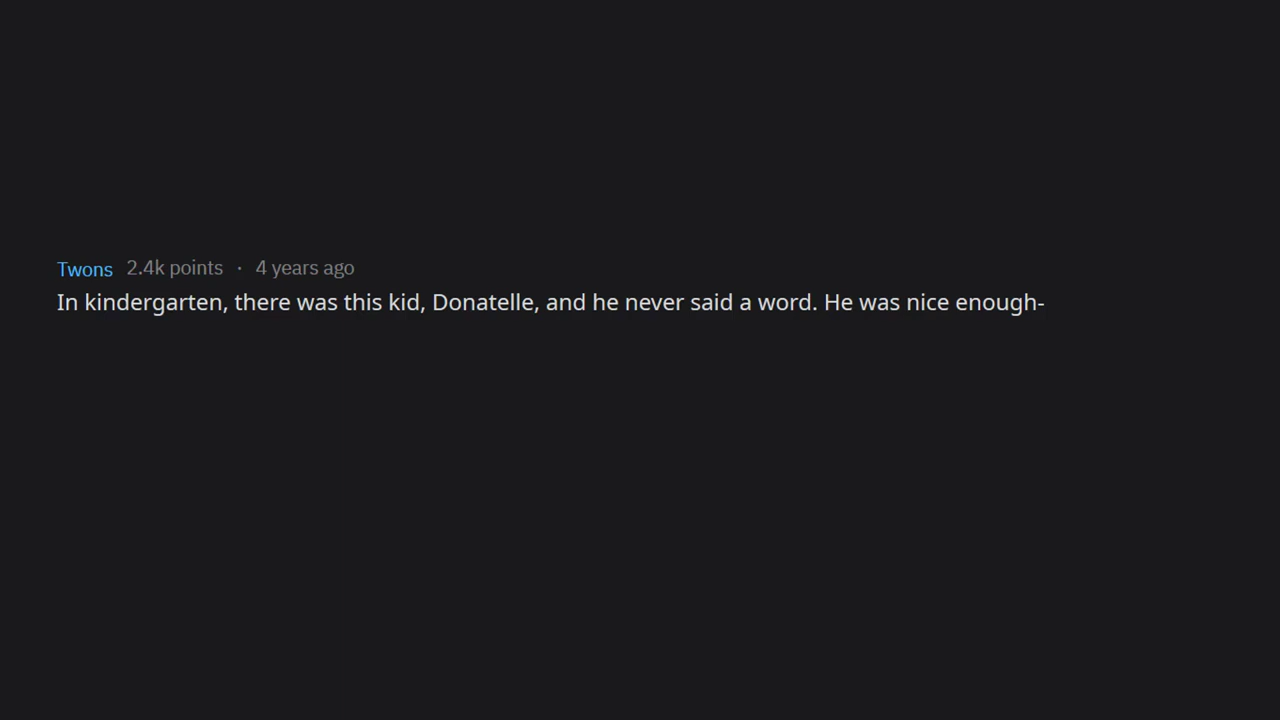 Twons 2.4k points · 4 years ago
In kindergarten, there was this kid, Donatelle, and he never said a word. He was nice enough-